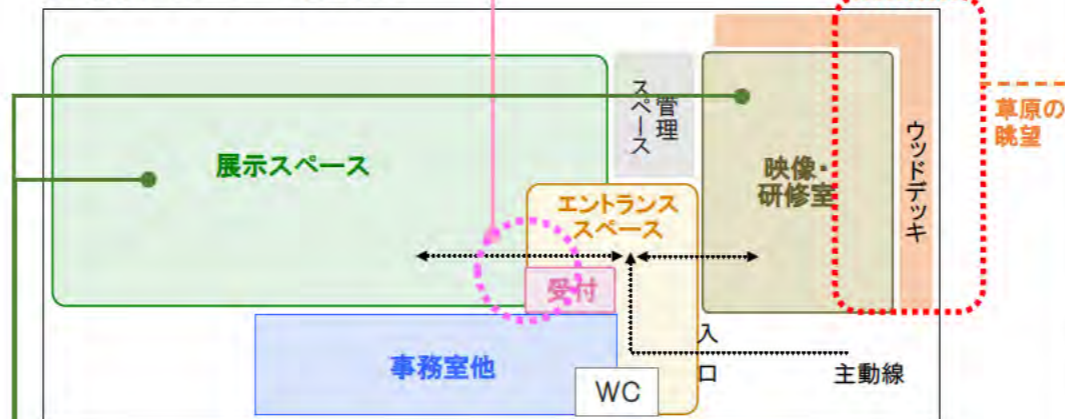 展示スペース
管理
スペース
エントランス
スペース
映像・
研修室
ウッドデッキ
草原の
眺望
受付
事務室他
WC
入
口
主動線